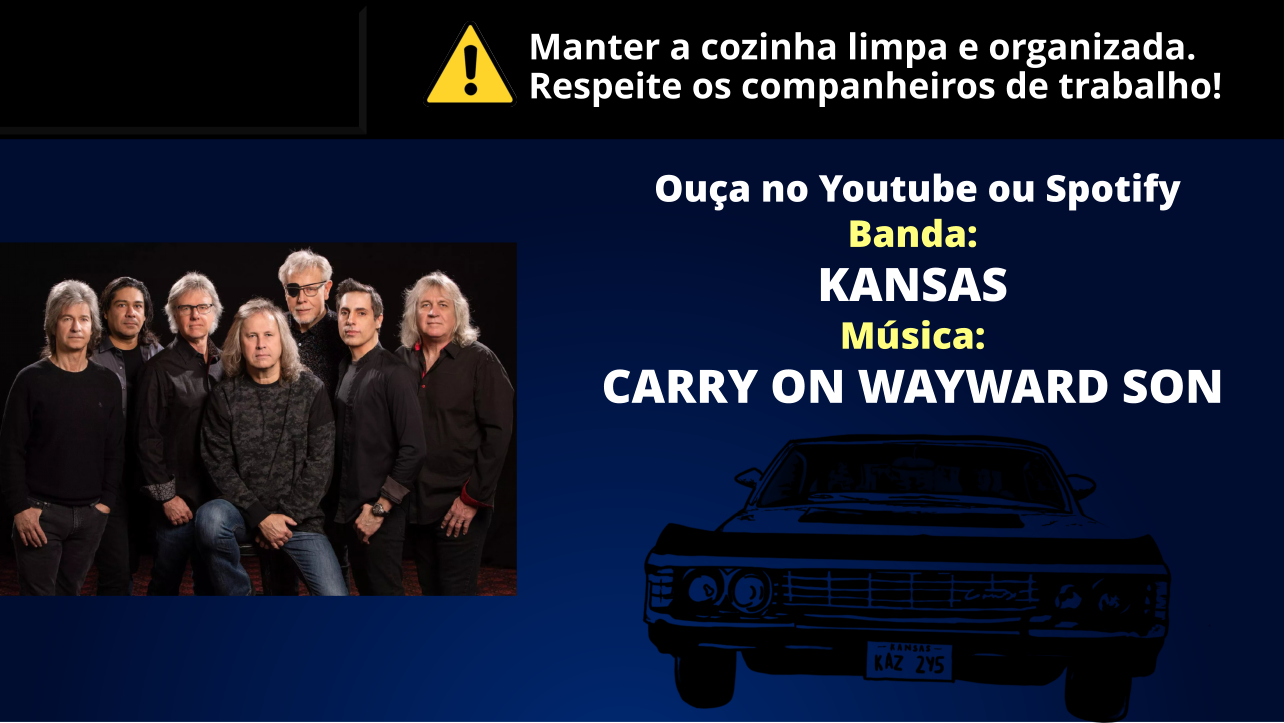 Manter a cozinha limpa e organizada.
Respeite os companheiros de trabalho!
Ouça no Youtube ou Spotify
Banda:
KANSAS
Música:
CARRY ON WAYWARD SON
KANSAS
KAZ 2Y5